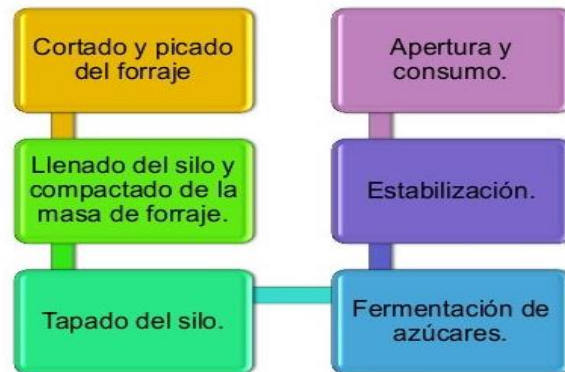 Cortado y picado
del forraje
Llenado del silo y
compactado de la
masa de forraje.
Tapado del silo.
Fermentación de
azúcares.
Estabilización.
Apertura y
consumo.